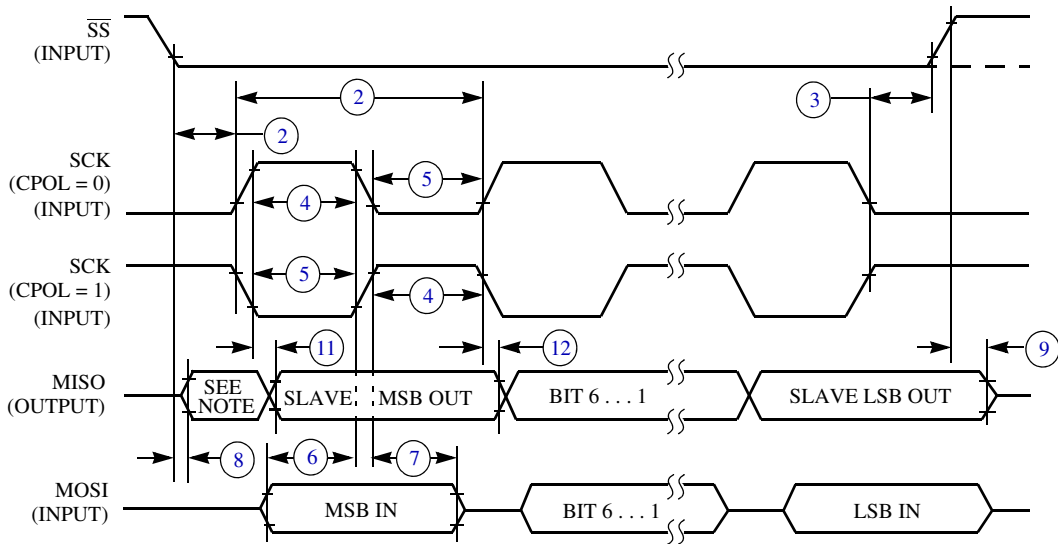 SS
(INPUT)
2
3
2
SCK
(CPOL = 0)
(INPUT)
5
4
SCK
(CPOL = 1)
(INPUT)
5
4
11
12
9
MISO
(OUTPUT)
SEE
NOTE
SLAVE
MSB OUT
BIT 6 . . . 1
SLAVE LSB OUT
8
6
7
MOSI
(INPUT)
MSB IN
BIT 6 . . . 1
LSB IN